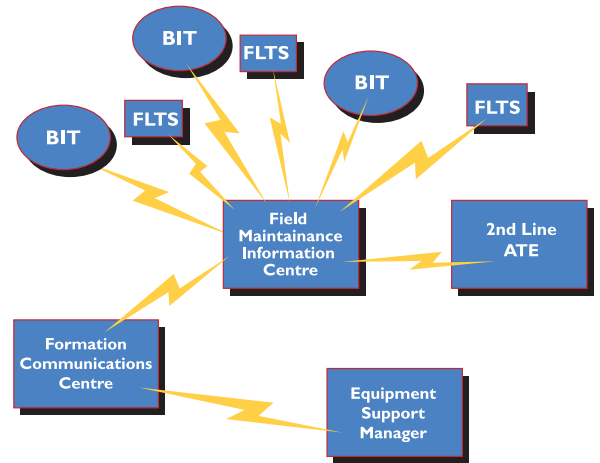 BIT
FLTS
BIT
FLTS
BIT
FLTS
Field
Maintainance
Information
Centre
2nd Line
ATE
Formation
Communications
Centre
Equipment
Support
Manager